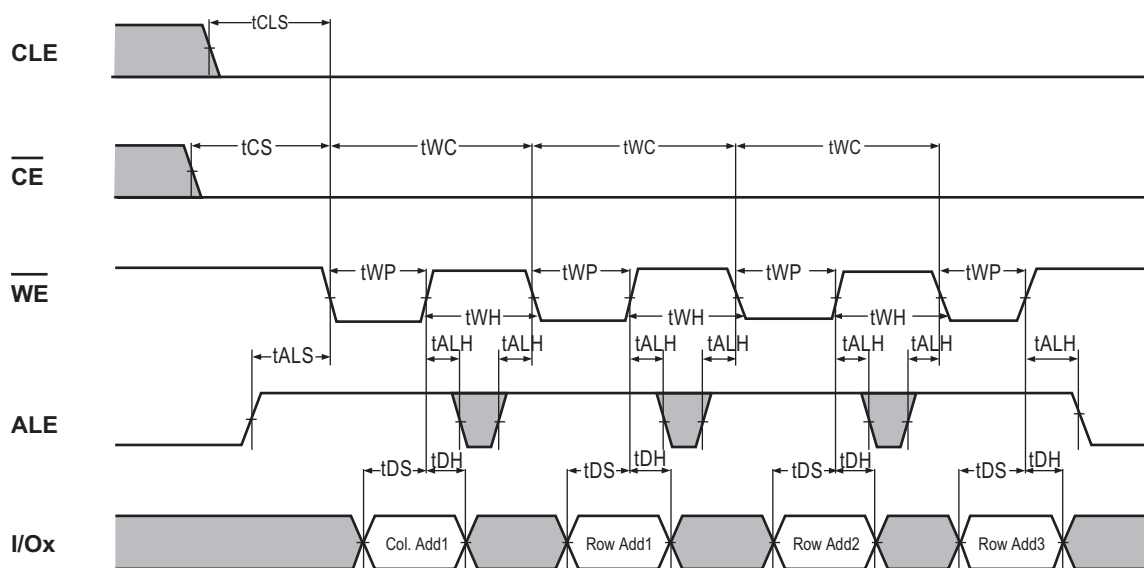 CLE
tCLS
CE
tCS
tWC
tWC
tWC
WE
tWP
tWP
tWP
tWP
tWH
tWH
tWH
tALS
tALH
tALH
tALH
tALH
tALH
tALH
tALH
ALE
tDS
tDH
tDS
tDH
tDS
tDH
tDS
tDH
I/Ox
Col. Add1
Row Add1
Row Add2
Row Add3